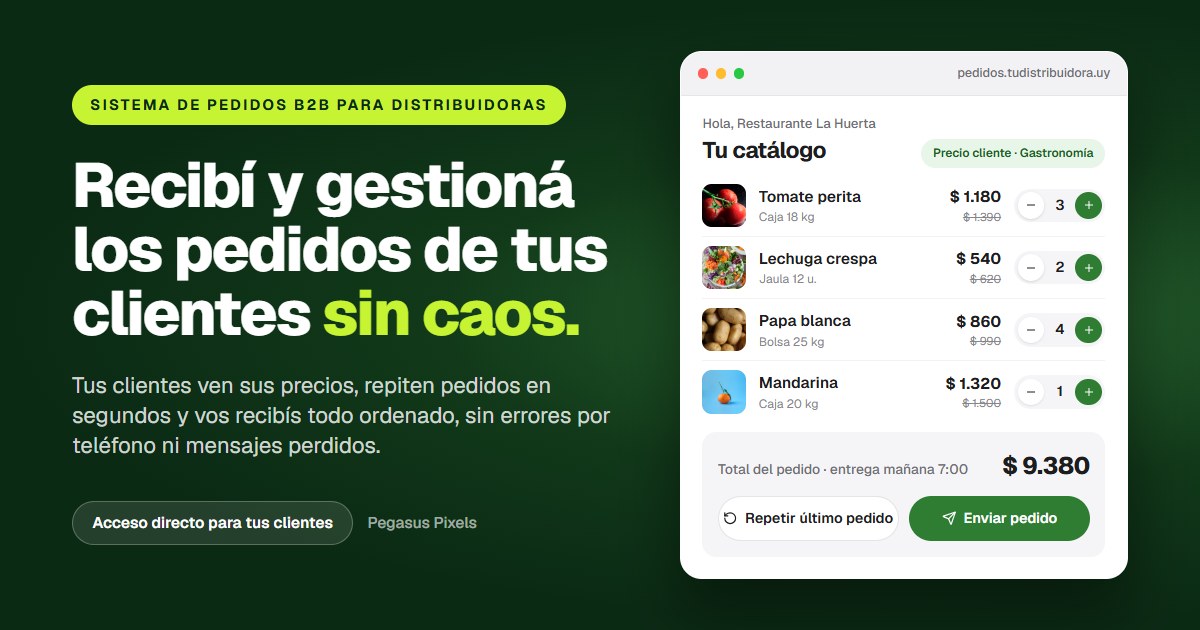 SISTEMA DE PEDIDOS B2B PARA DISTRIBUIDORAS
Recibí y gestioná
los pedidos de tus
clientes sin caos.
Tus clientes ven sus precios, repiten pedidos en
segundos y vos recibís todo ordenado, sin errores por
teléfono ni mensajes perdidos.
Acceso directo para tus clientes
Pegasus Pixels
pedidos.tudistribuidora.uy
Hola, Restaurante La Huerta
Tu catálogo
Precio cliente · Gastronomía
Tomate perita
Caja 18 kg
$ 1.180
$ 1.390
− 3 +
Lechuga crespa
Jaula 12 u.
$ 540
$ 620
− 2 +
Papa blanca
Bolsa 25 kg
$ 860
$ 990
− 4 +
Mandarina
Caja 20 kg
$ 1.320
$ 1.500
− 1 +
Total del pedido · entrega mañana 7:00
$ 9.380
Repetir último pedido
Enviar pedido